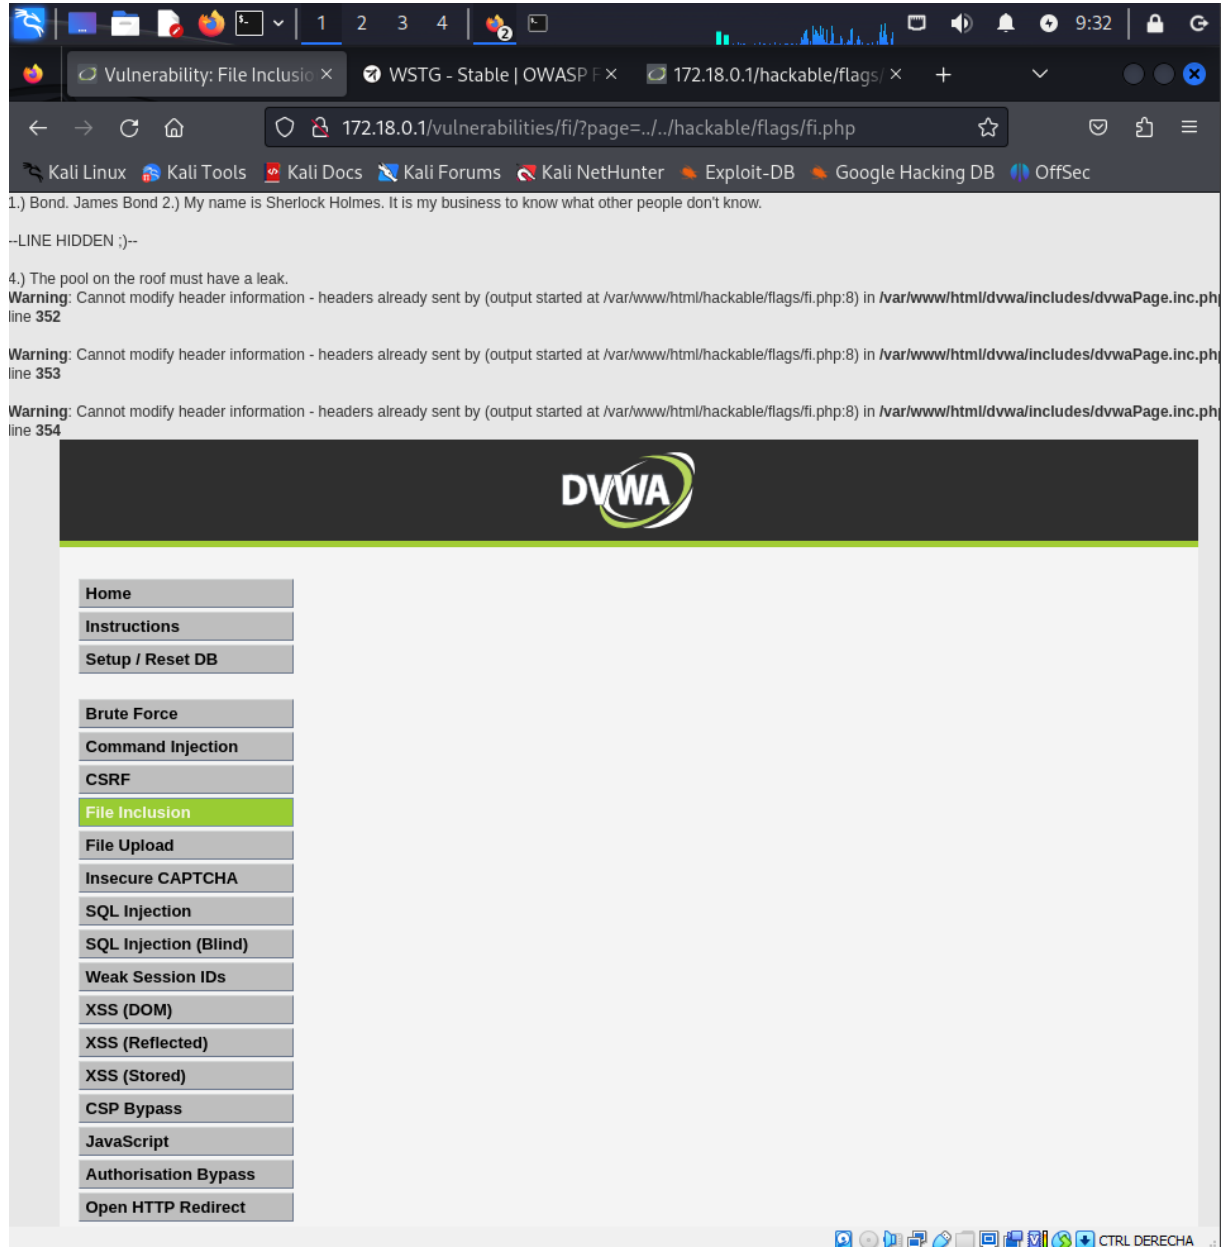 1 2 3 4 2 9:32
Vulnerability: File Inclusio WSTG - Stable | OWASP F 172.18.0.1/hackable/flags/
172.18.0.1/vulnerabilities/fi/?page=../../hackable/flags/fi.php
Kali Linux Kali Tools Kali Docs Kali Forums Kali NetHunter Exploit-DB Google Hacking DB OffSec
1.) Bond. James Bond 2.) My name is Sherlock Holmes. It is my business to know what other people don't know.
--LINE HIDDEN ;)--
4.) The pool on the roof must have a leak.
Warning: Cannot modify header information - headers already sent by (output started at /var/www/html/hackable/flags/fi.php:8) in /var/www/html/dvwa/includes/dvwaPage.inc.php
line 352
Warning: Cannot modify header information - headers already sent by (output started at /var/www/html/hackable/flags/fi.php:8) in /var/www/html/dvwa/includes/dvwaPage.inc.php
line 353
Warning: Cannot modify header information - headers already sent by (output started at /var/www/html/hackable/flags/fi.php:8) in /var/www/html/dvwa/includes/dvwaPage.inc.php
line 354
DVWA
Home
Instructions
Setup / Reset DB
Brute Force
Command Injection
CSRF
File Inclusion
File Upload
Insecure CAPTCHA
SQL Injection
SQL Injection (Blind)
Weak Session IDs
XSS (DOM)
XSS (Reflected)
XSS (Stored)
CSP Bypass
JavaScript
Authorisation Bypass
Open HTTP Redirect
CTRL DERECHA